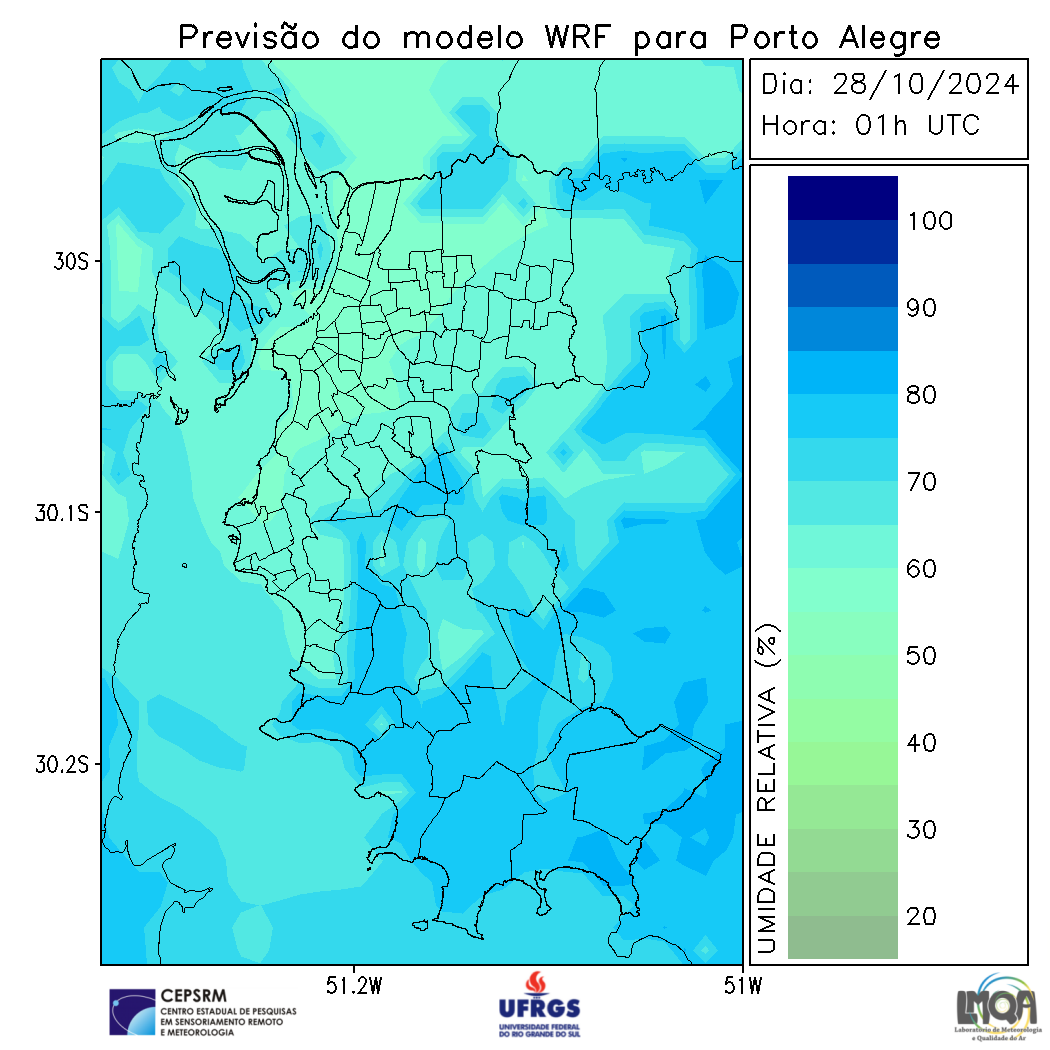 Previsão do modelo WRF para Porto Alegre
Dia: 28/10/2024
Hora: 01h UTC
100
90
80
70
60
50
40
30
20
UMIDADE RELATIVA (%)
30S
30.1S
30.2S
51.2W
51W
CEPSRM
CENTRO ESTADUAL DE PESQUISAS
EM SENSORIAMENTO REMOTO
E METEOROLOGIA
UFRGS
UNIVERSIDADE FEDERAL
DO RIO GRANDE DO SUL
LMQA
Laboratório de Meteorologia
e Qualidade do Ar